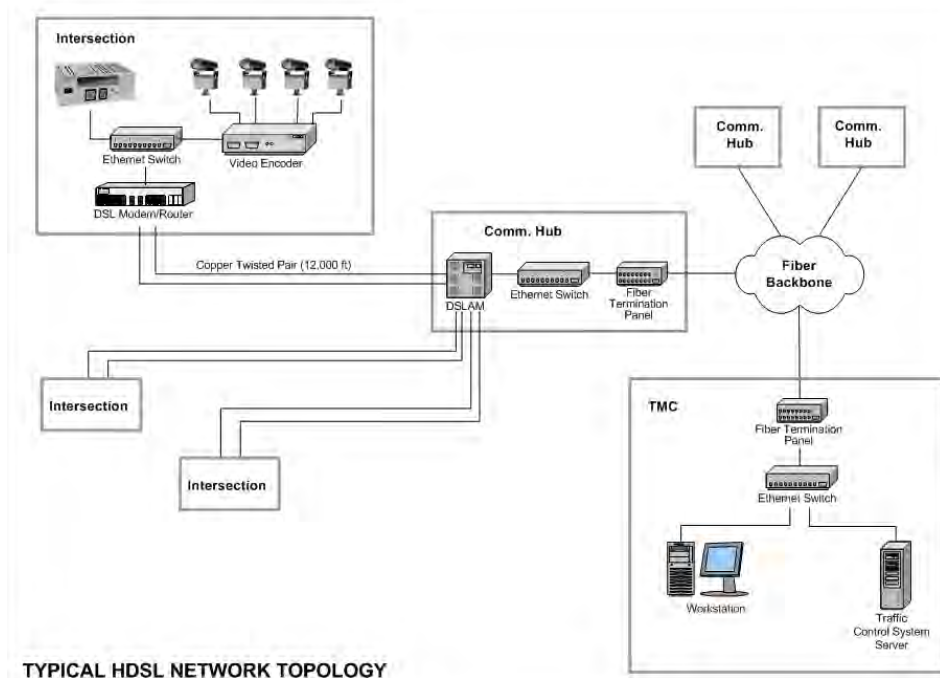 Intersection
Ethernet Switch
Video Encoder
DSL Modem/Router
Copper Twisted Pair (12,000 ft)
Comm. Hub
DSLAM
Ethernet Switch
Fiber
Termination
Panel
Comm.
Hub
Comm.
Hub
Fiber
Backbone
Intersection
Intersection
TMC
Fiber Termination
Panel
Ethernet Switch
Workstation
Traffic
Control System
Server
TYPICAL HDSL NETWORK TOPOLOGY